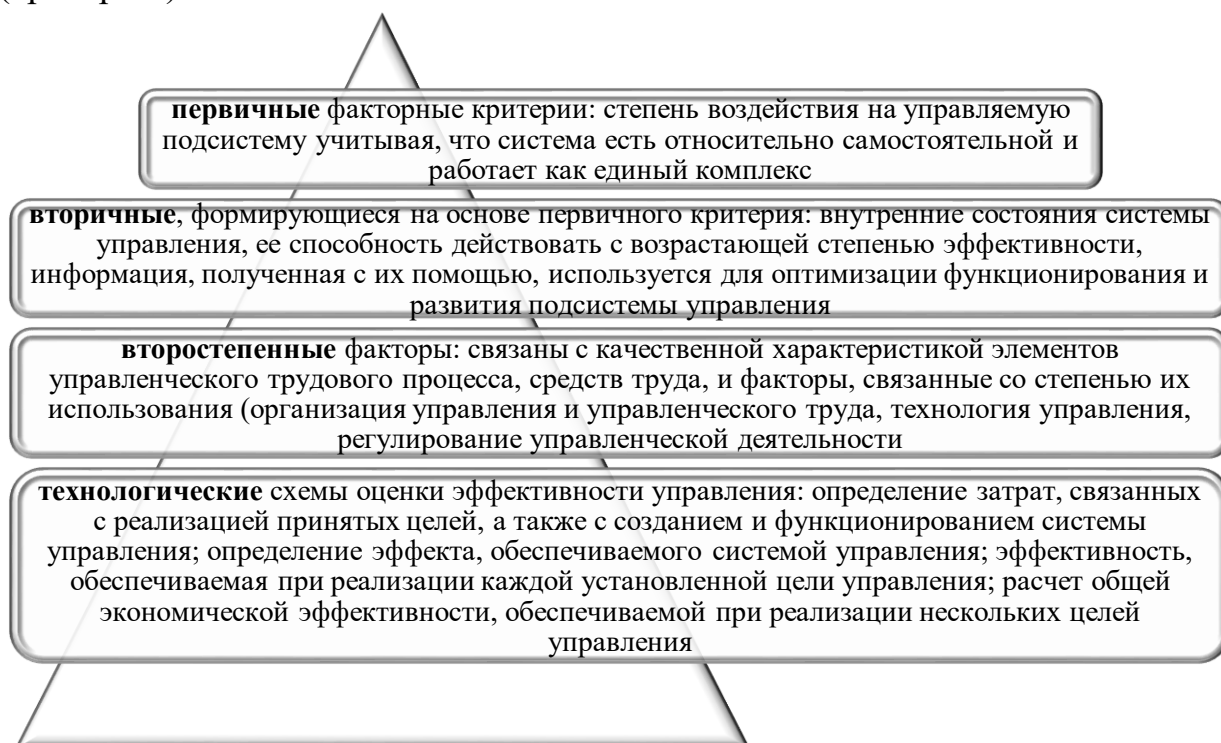 первичные факторные критерии: степень воздействия на управляемую
подсистему учитывая, что система есть относительно самостоятельной и
работает как единый комплекс
вторичные, формирующиеся на основе первичного критерия: внутренние состояния системы
управления, ее способность действовать с возрастающей степенью эффективности,
информация, полученная с их помощью, используется для оптимизации функционирования и
развития подсистемы управления
второстепенные факторы: связаны с качественной характеристикой элементов
управленческого трудового процесса, средств труда, и факторы, связанные со степенью их
использования (организация управления и управленческого труда, технология управления,
регулирование управленческой деятельности
технологические схемы оценки эффективности управления: определение затрат, связанных
с реализацией принятых целей, а также с созданием и функционированием системы
управления; определение эффекта, обеспечиваемого системой управления; эффективность,
обеспечиваемая при реализации каждой установленной цели управления; расчет общей
экономической эффективности, обеспечиваемой при реализации нескольких целей
управления